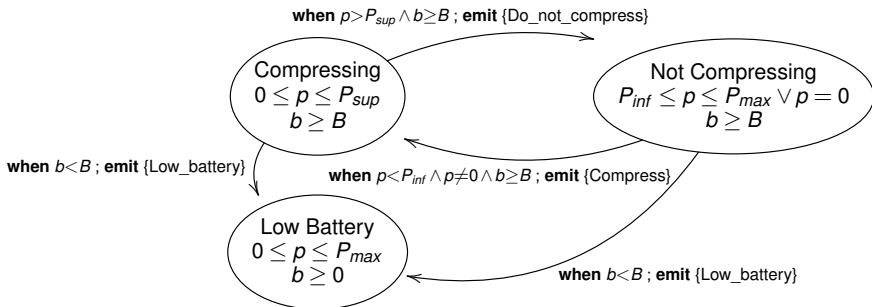 when p>P_sup ∧ b≥B ; emit {Do_not_compress}
Compressing
0 ≤ p ≤ P_sup
b ≥ B
Not Compressing
P_inf ≤ p ≤ P_max ∨ p = 0
b ≥ B
when b<B ; emit {Low_battery}
when p<P_inf ∧ p≠0 ∧ b≥B ; emit {Compress}
Low Battery
0 ≤ p ≤ P_max
b ≥ 0
when b<B ; emit {Low_battery}